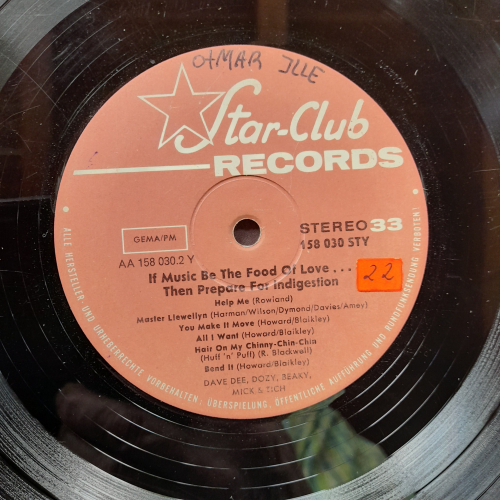 OTMAR ILLE
Star-Club
RECORDS
GEMA/PM
STEREO 33
AA 158 030.2 Y
158 030 STY
If Music Be The Food Of Love . . .
22
Then Prepare For Indigestion
Help Me (Rowland)
Master Llewellyn (Harman/Wilson/Dymond/Davies/Amey)
You Make It Move (Howard/Blaikley)
All I Want (Howard/Blaikley)
Hair On My Chinny-Chin-Chin
(Huff 'n' Puff) (R. Blackwell)
Bend It (Howard/Blaikley)
DAVE DEE, DOZY, BEAKY,
MICK & TICH
• ALLE HERSTELLER- UND URHEBERRECHTE VORBEHALTEN. ÜBERSPIELUNG, ÖFFENTLICHE AUFFÜHRUNG UND RUNDFUNKSENDUNG VERBOTEN! •